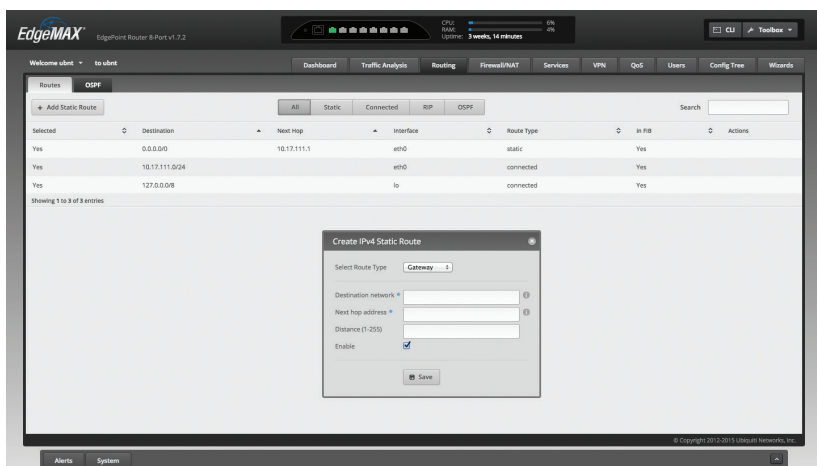 EdgeMAX EdgePoint Router 8-Port v1.7.2
CPU: 6%
RAM: 4%
Uptime: 3 weeks, 14 minutes
CLI Toolbox
Welcome ubnt to ubnt
Dashboard Traffic Analysis Routing Firewall/NAT Services VPN QoS Users Config Tree Wizards
Routes OSPF
+ Add Static Route All Static Connected RIP OSPF Search
Selected Destination Next Hop Interface Route Type In FIB Actions
Yes 0.0.0.0/0 10.17.111.1 eth0 static Yes
Yes 10.17.111.0/24 eth0 connected Yes
Yes 127.0.0.0/8 lo connected Yes
Showing 1 to 3 of 3 entries
Create IPv4 Static Route
Select Route Type Gateway
Destination network *
Next hop address *
Distance (1-255)
Enable
Save
© Copyright 2012-2015 Ubiquiti Networks, Inc.
Alerts System